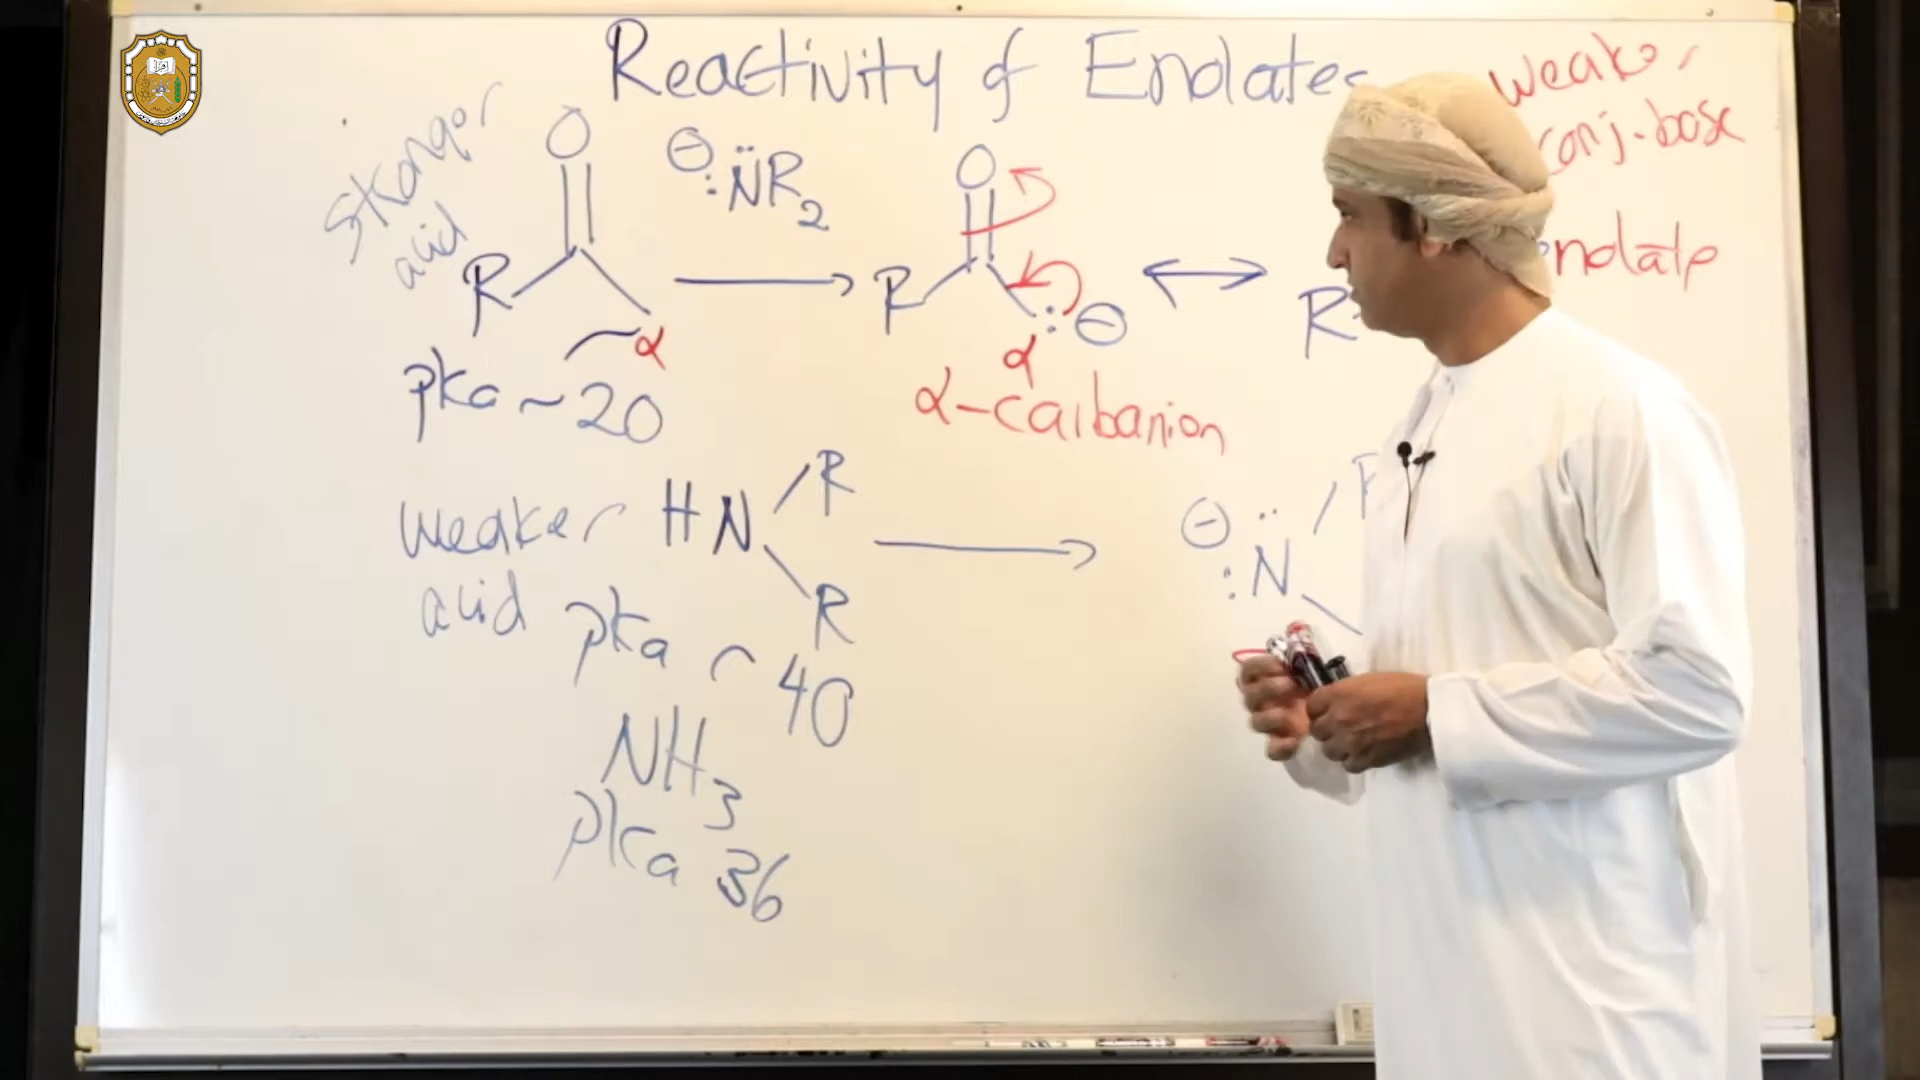 Reactivity of Enolates
stronger
acid
O
⊖ :N̈R₂
O
weaker
conj. base
R
α
R
: ⊖
α
R
enolate
pka ~ 20
α-carbanion
weaker
acid
HN
R
R
⊖
:N̈
pka ~ 40
NH₃
pka 36